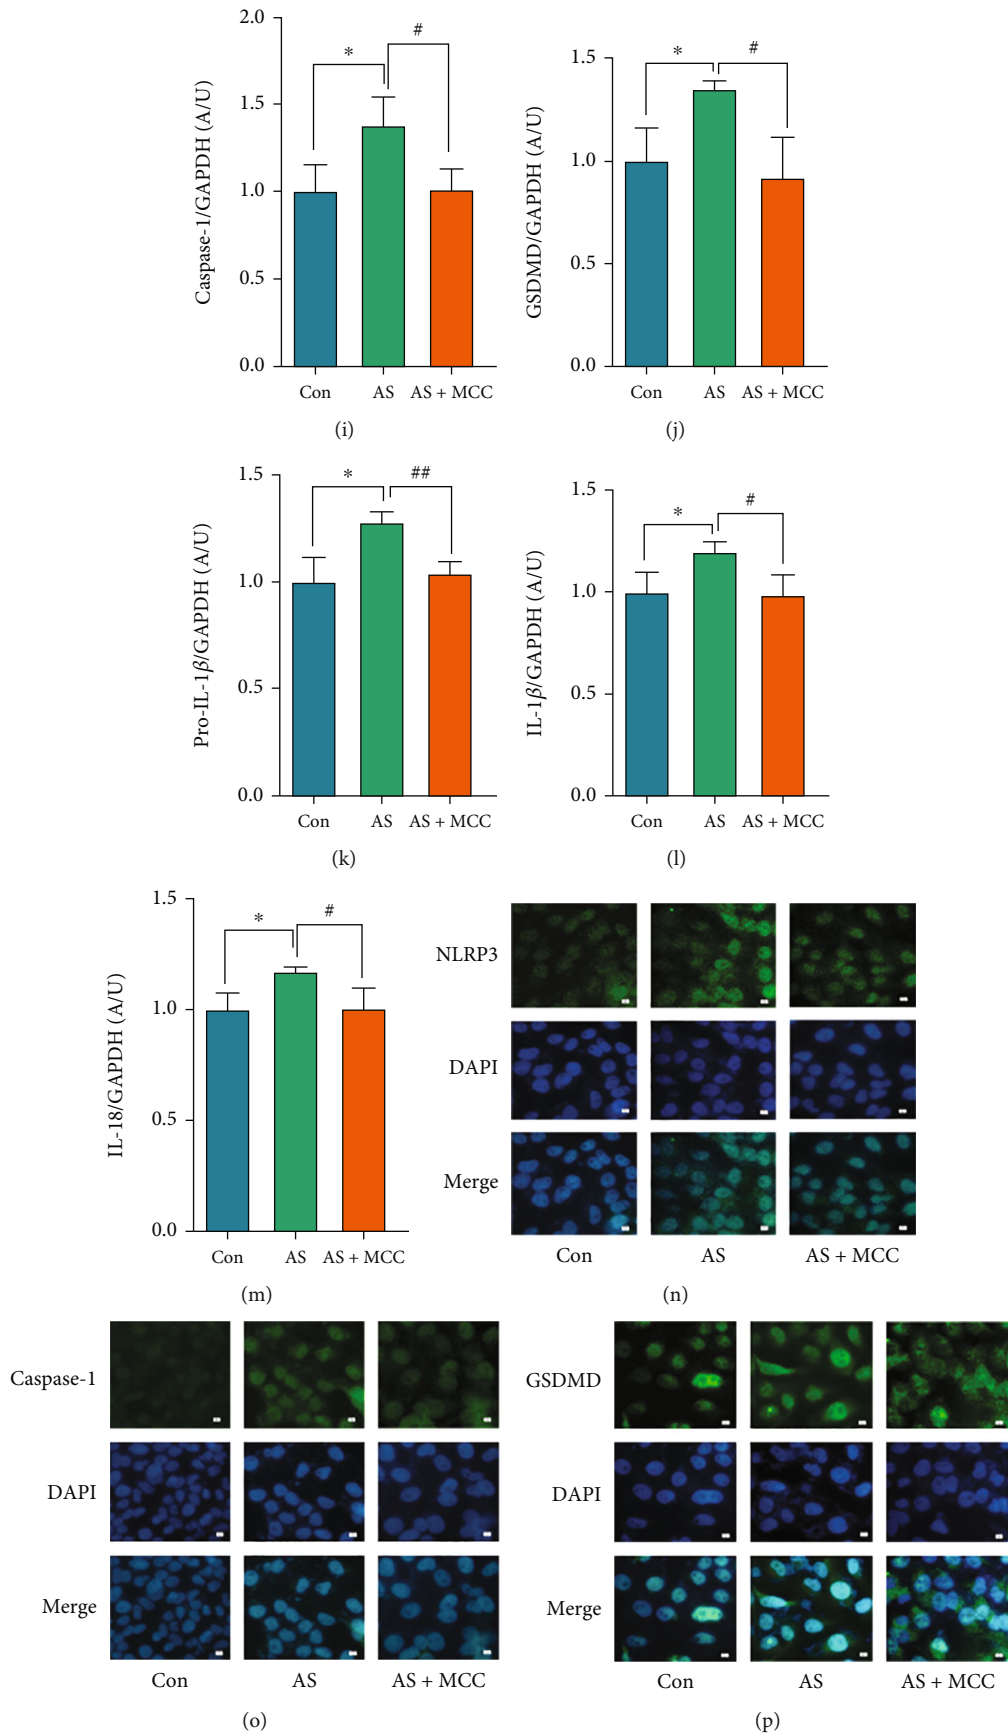 Caspase-1/GAPDH (A/U)
2.0
1.5
1.0
0.5
0.0
*
#
Con
AS
AS + MCC
(i)
GSDMD/GAPDH (A/U)
1.5
1.0
0.5
0.0
*
#
Con
AS
AS + MCC
(j)
Pro-IL-1β/GAPDH (A/U)
1.5
1.0
0.5
0.0
*
##
Con
AS
AS + MCC
(k)
IL-1β/GAPDH (A/U)
1.5
1.0
0.5
0.0
*
#
Con
AS
AS + MCC
(l)
IL-18/GAPDH (A/U)
1.5
1.0
0.5
0.0
*
#
Con
AS
AS + MCC
(m)
NLRP3
DAPI
Merge
Con
AS
AS + MCC
(n)
Caspase-1
DAPI
Merge
Con
AS
AS + MCC
(o)
GSDMD
DAPI
Merge
Con
AS
AS + MCC
(p)